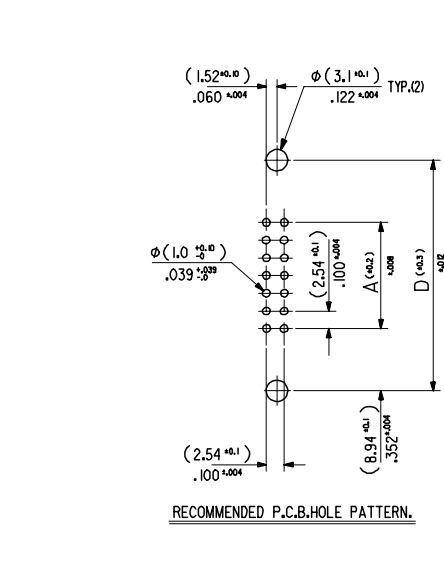 (1.52±0.10)
.060 ±.004
ϕ(3.1±0.1)
.122 ±.004
TYP.(2)
ϕ(1.0 +0.10 -0)
.039 +.039 -.0
(2.54 ±0.1)
.100 ±.004
A (±0.2)
±.008
D (±0.3)
±.012
(8.94 ±0.1)
.352 ±.004
(2.54 ±0.1)
.100 ±.004
RECOMMENDED P.C.B.HOLE PATTERN.